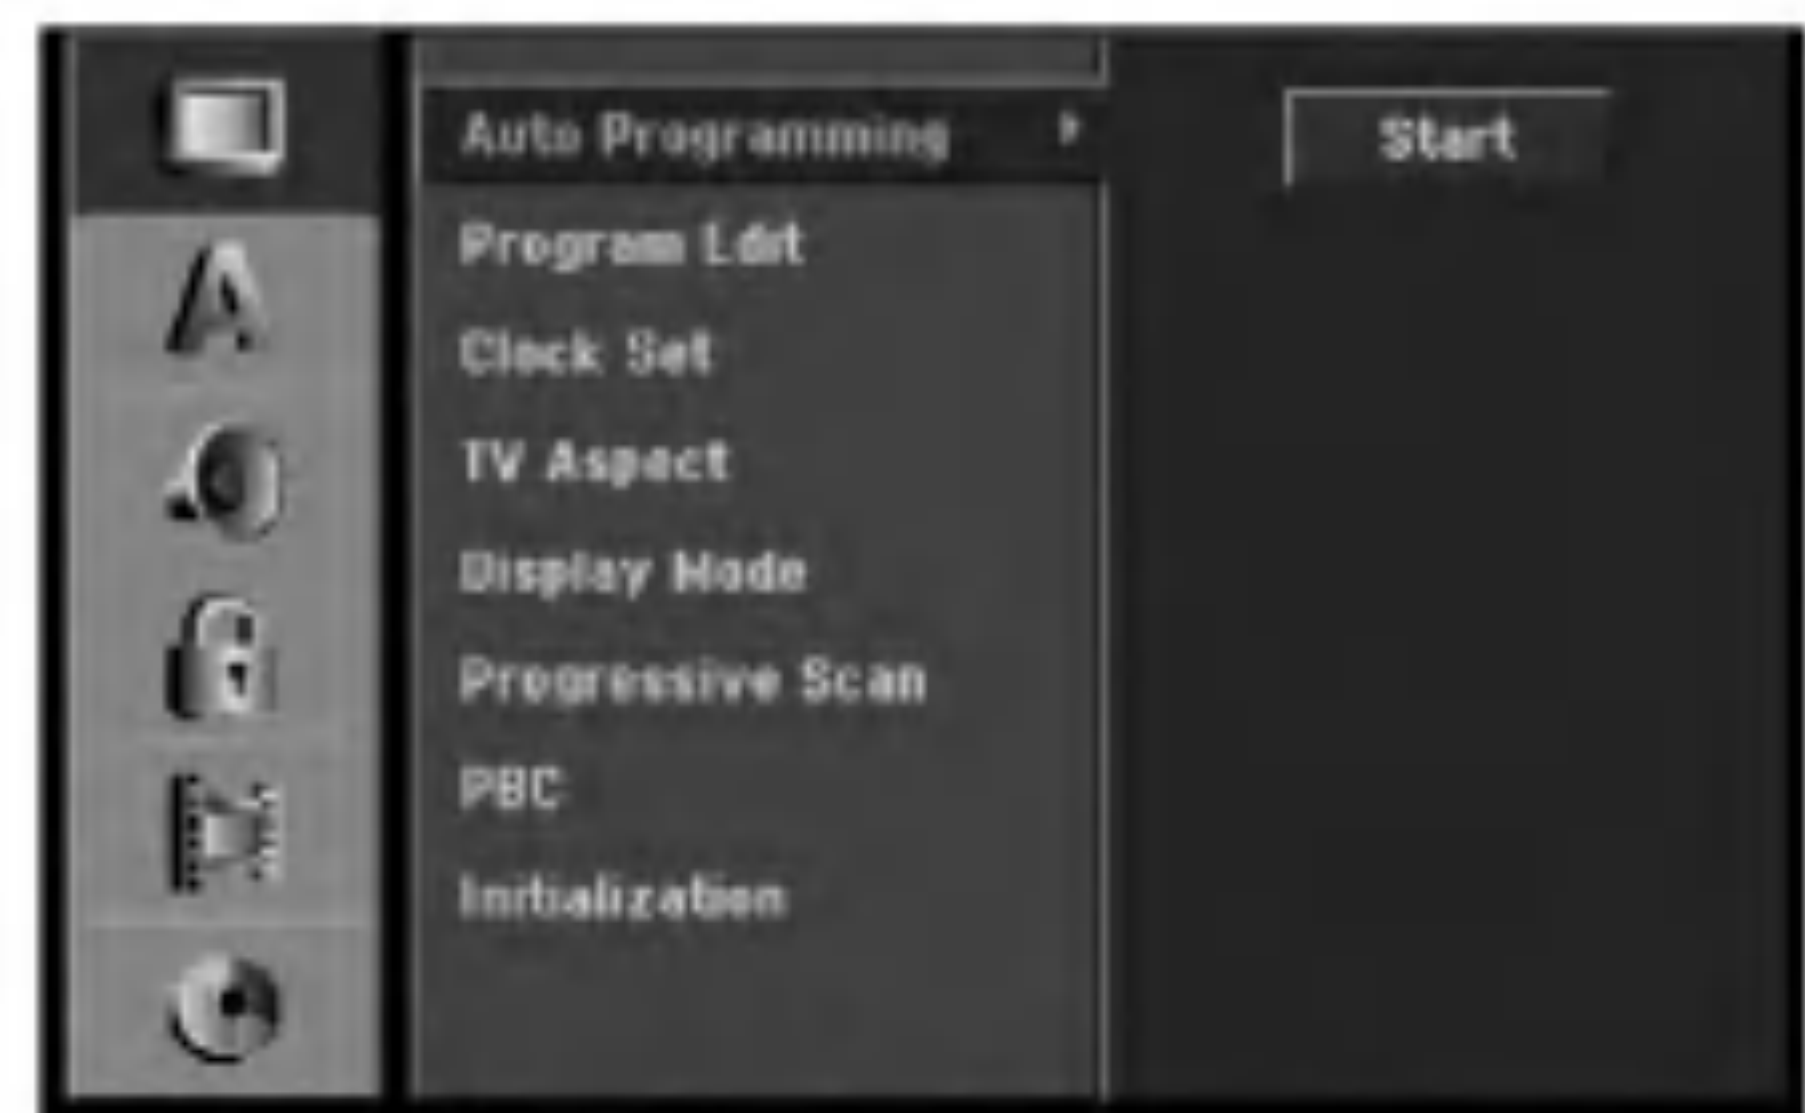 Auto Programming
Start
Program Edit
Clock Set
TV Aspect
Display Mode
Progressive Scan
PBC
Initialization